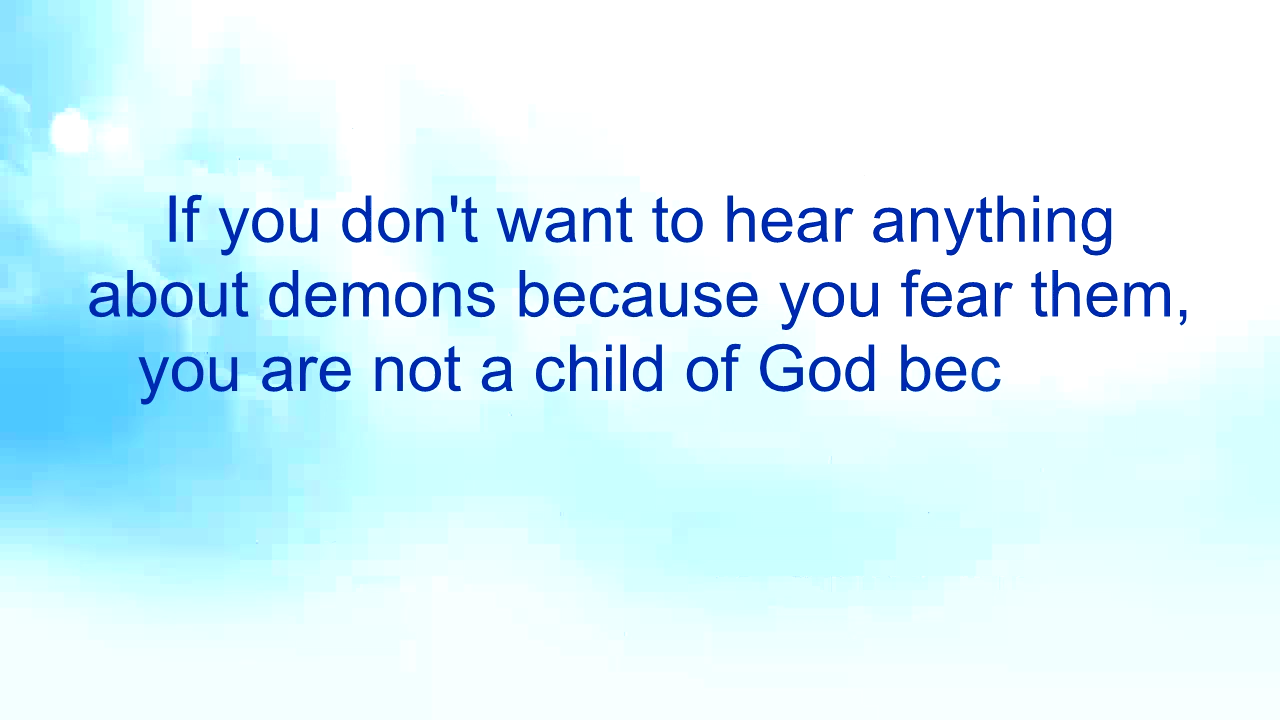 If you don't want to hear anything
about demons because you fear them,
you are not a child of God bec